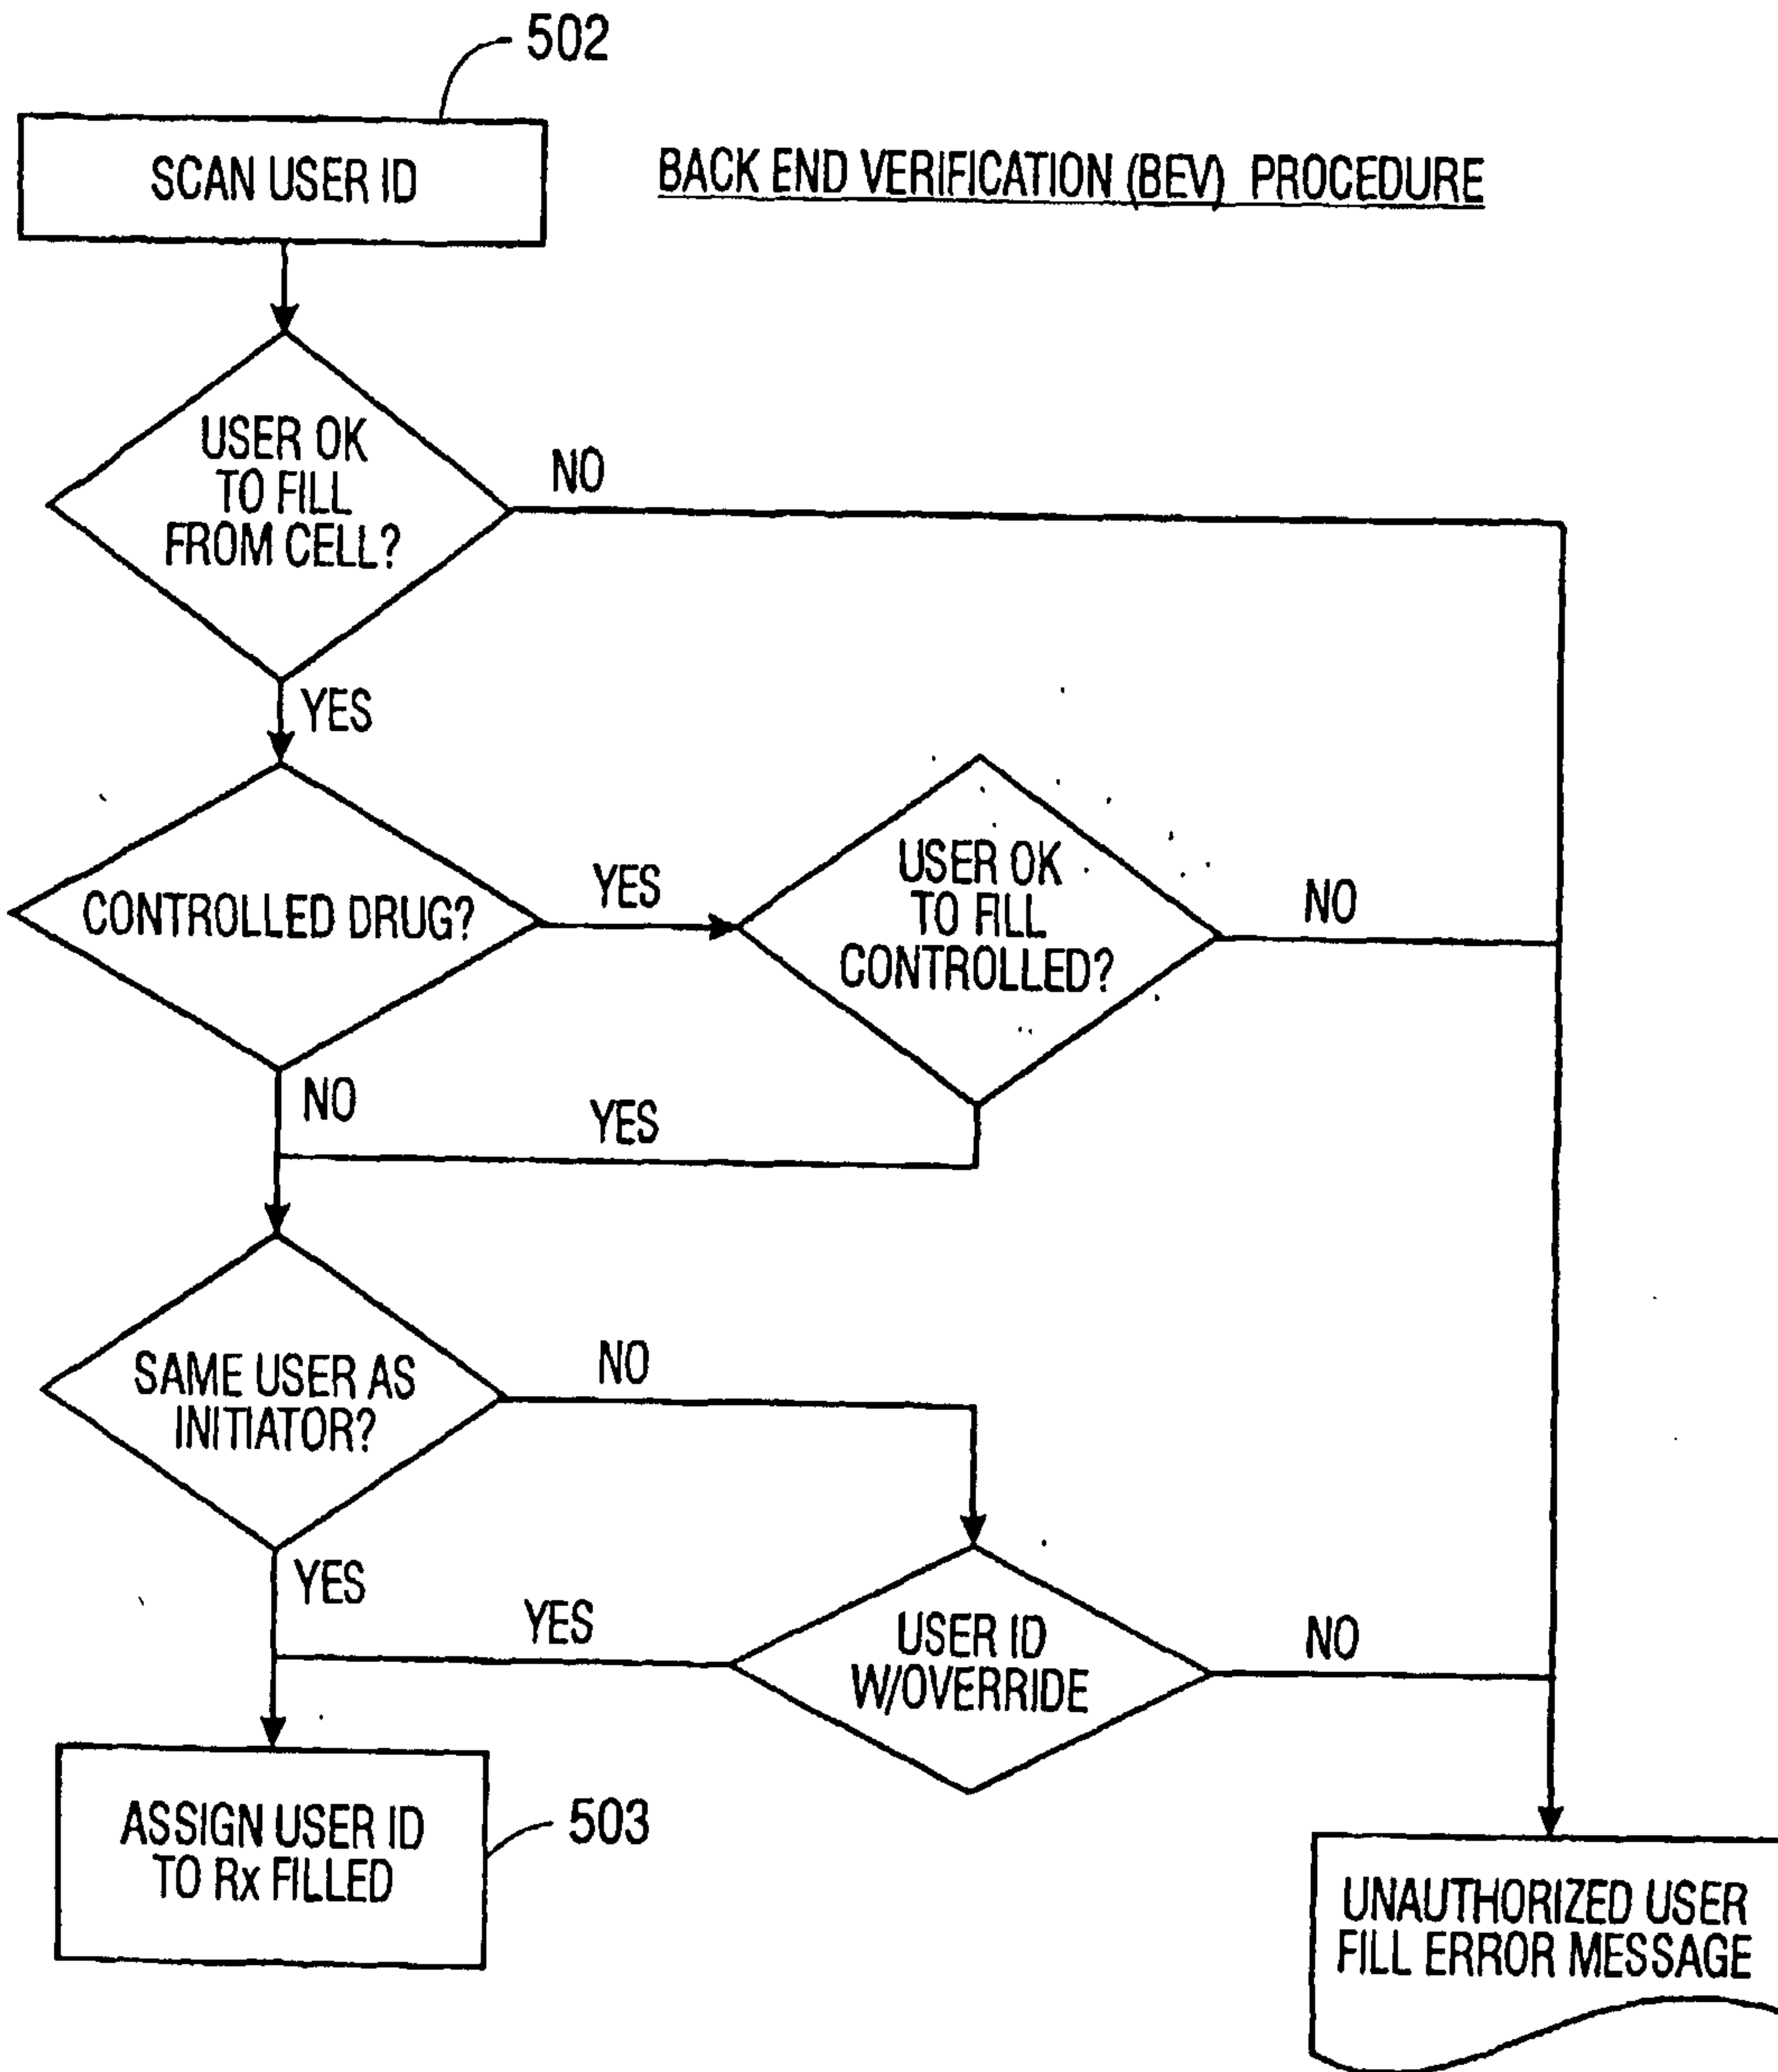 502
SCAN USER ID
BACK END VERIFICATION (BEV) PROCEDURE
USER OK
TO FILL
FROM CELL?
NO
YES
CONTROLLED DRUG?
YES
USER OK
TO FILL
CONTROLLED?
NO
NO
YES
SAME USER AS
INITIATOR?
NO
YES
YES
USER ID
W/OVERRIDE
NO
ASSIGN USER ID
TO Rx FILLED
503
UNAUTHORIZED USER
FILL ERROR MESSAGE